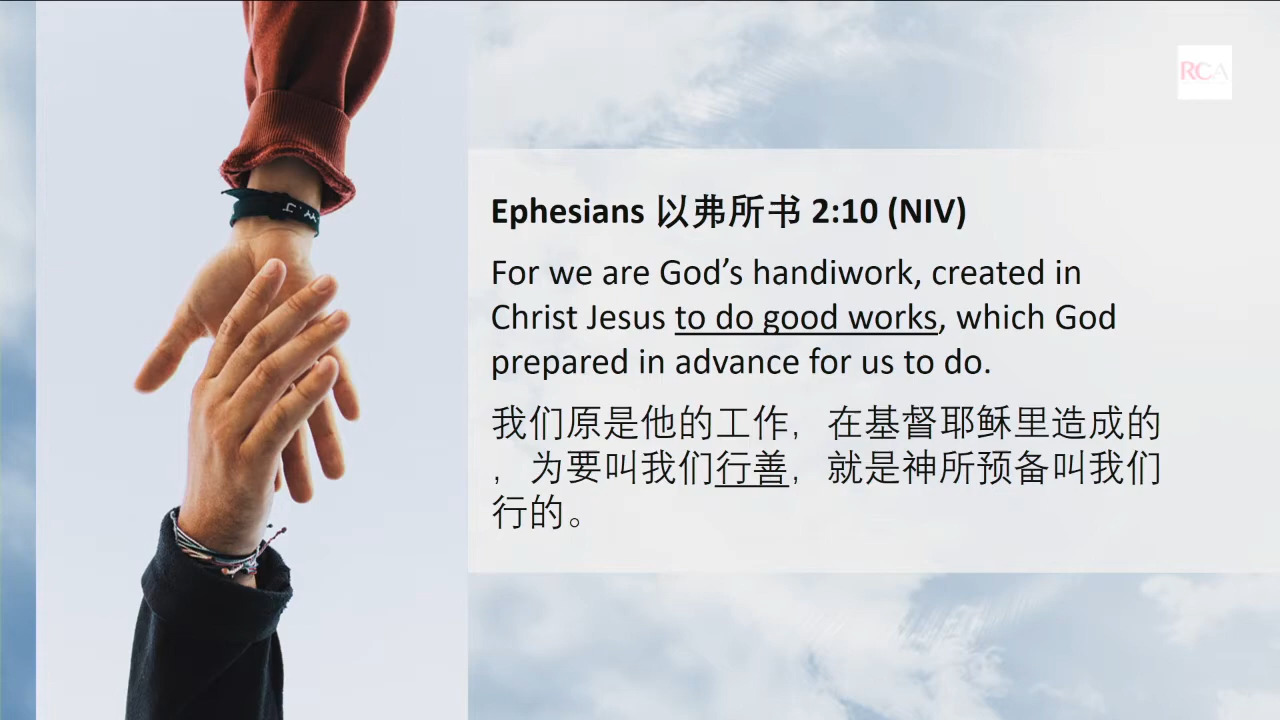 RCA
Ephesians 以弗所书 2:10 (NIV)
For we are God’s handiwork, created in
Christ Jesus to do good works, which God
prepared in advance for us to do.
我们原是他的工作，在基督耶稣里造成的
，为要叫我们行善，就是神所预备叫我们
行的。